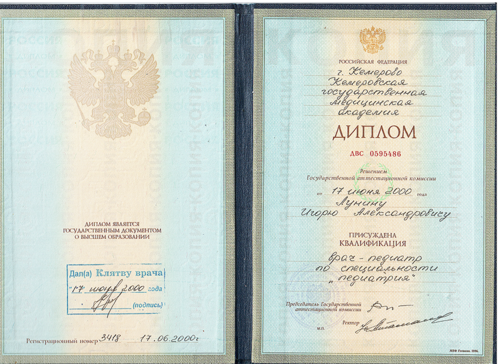 ДИПЛОМ ЯВЛЯЕТСЯ
ГОСУДАРСТВЕННЫМ ДОКУМЕНТОМ
О ВЫСШЕМ ОБРАЗОВАНИИ
Дал(а) Клятву врача
17 июня 2000 года
(подпись)
Регистрационный номер 3418 17.06.2000г.
РОССИЙСКАЯ ФЕДЕРАЦИЯ
г. Кемерово
Кемеровская
государственная
медицинская
академия
ДИПЛОМ
ДВС 0595486
Решением
Государственной аттестационной комиссии
от 17 июня 2000 года
Лунину
Игорю Александровичу
ПРИСУЖДЕНА
КВАЛИФИКАЦИЯ
Врач-педиатр
по специальности
„педиатрия"
Председатель Государственной
аттестационной комиссии
Ректор
М.П.